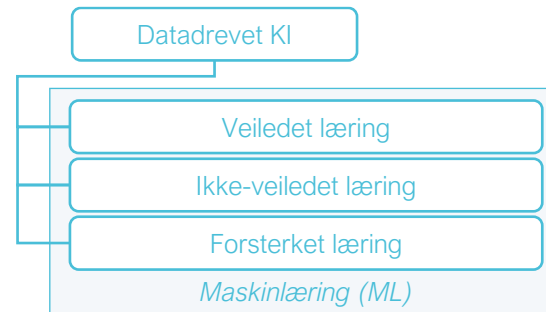 Datadrevet KI
Veiledet læring
Ikke-veiledet læring
Forsterket læring
Maskinlæring (ML)